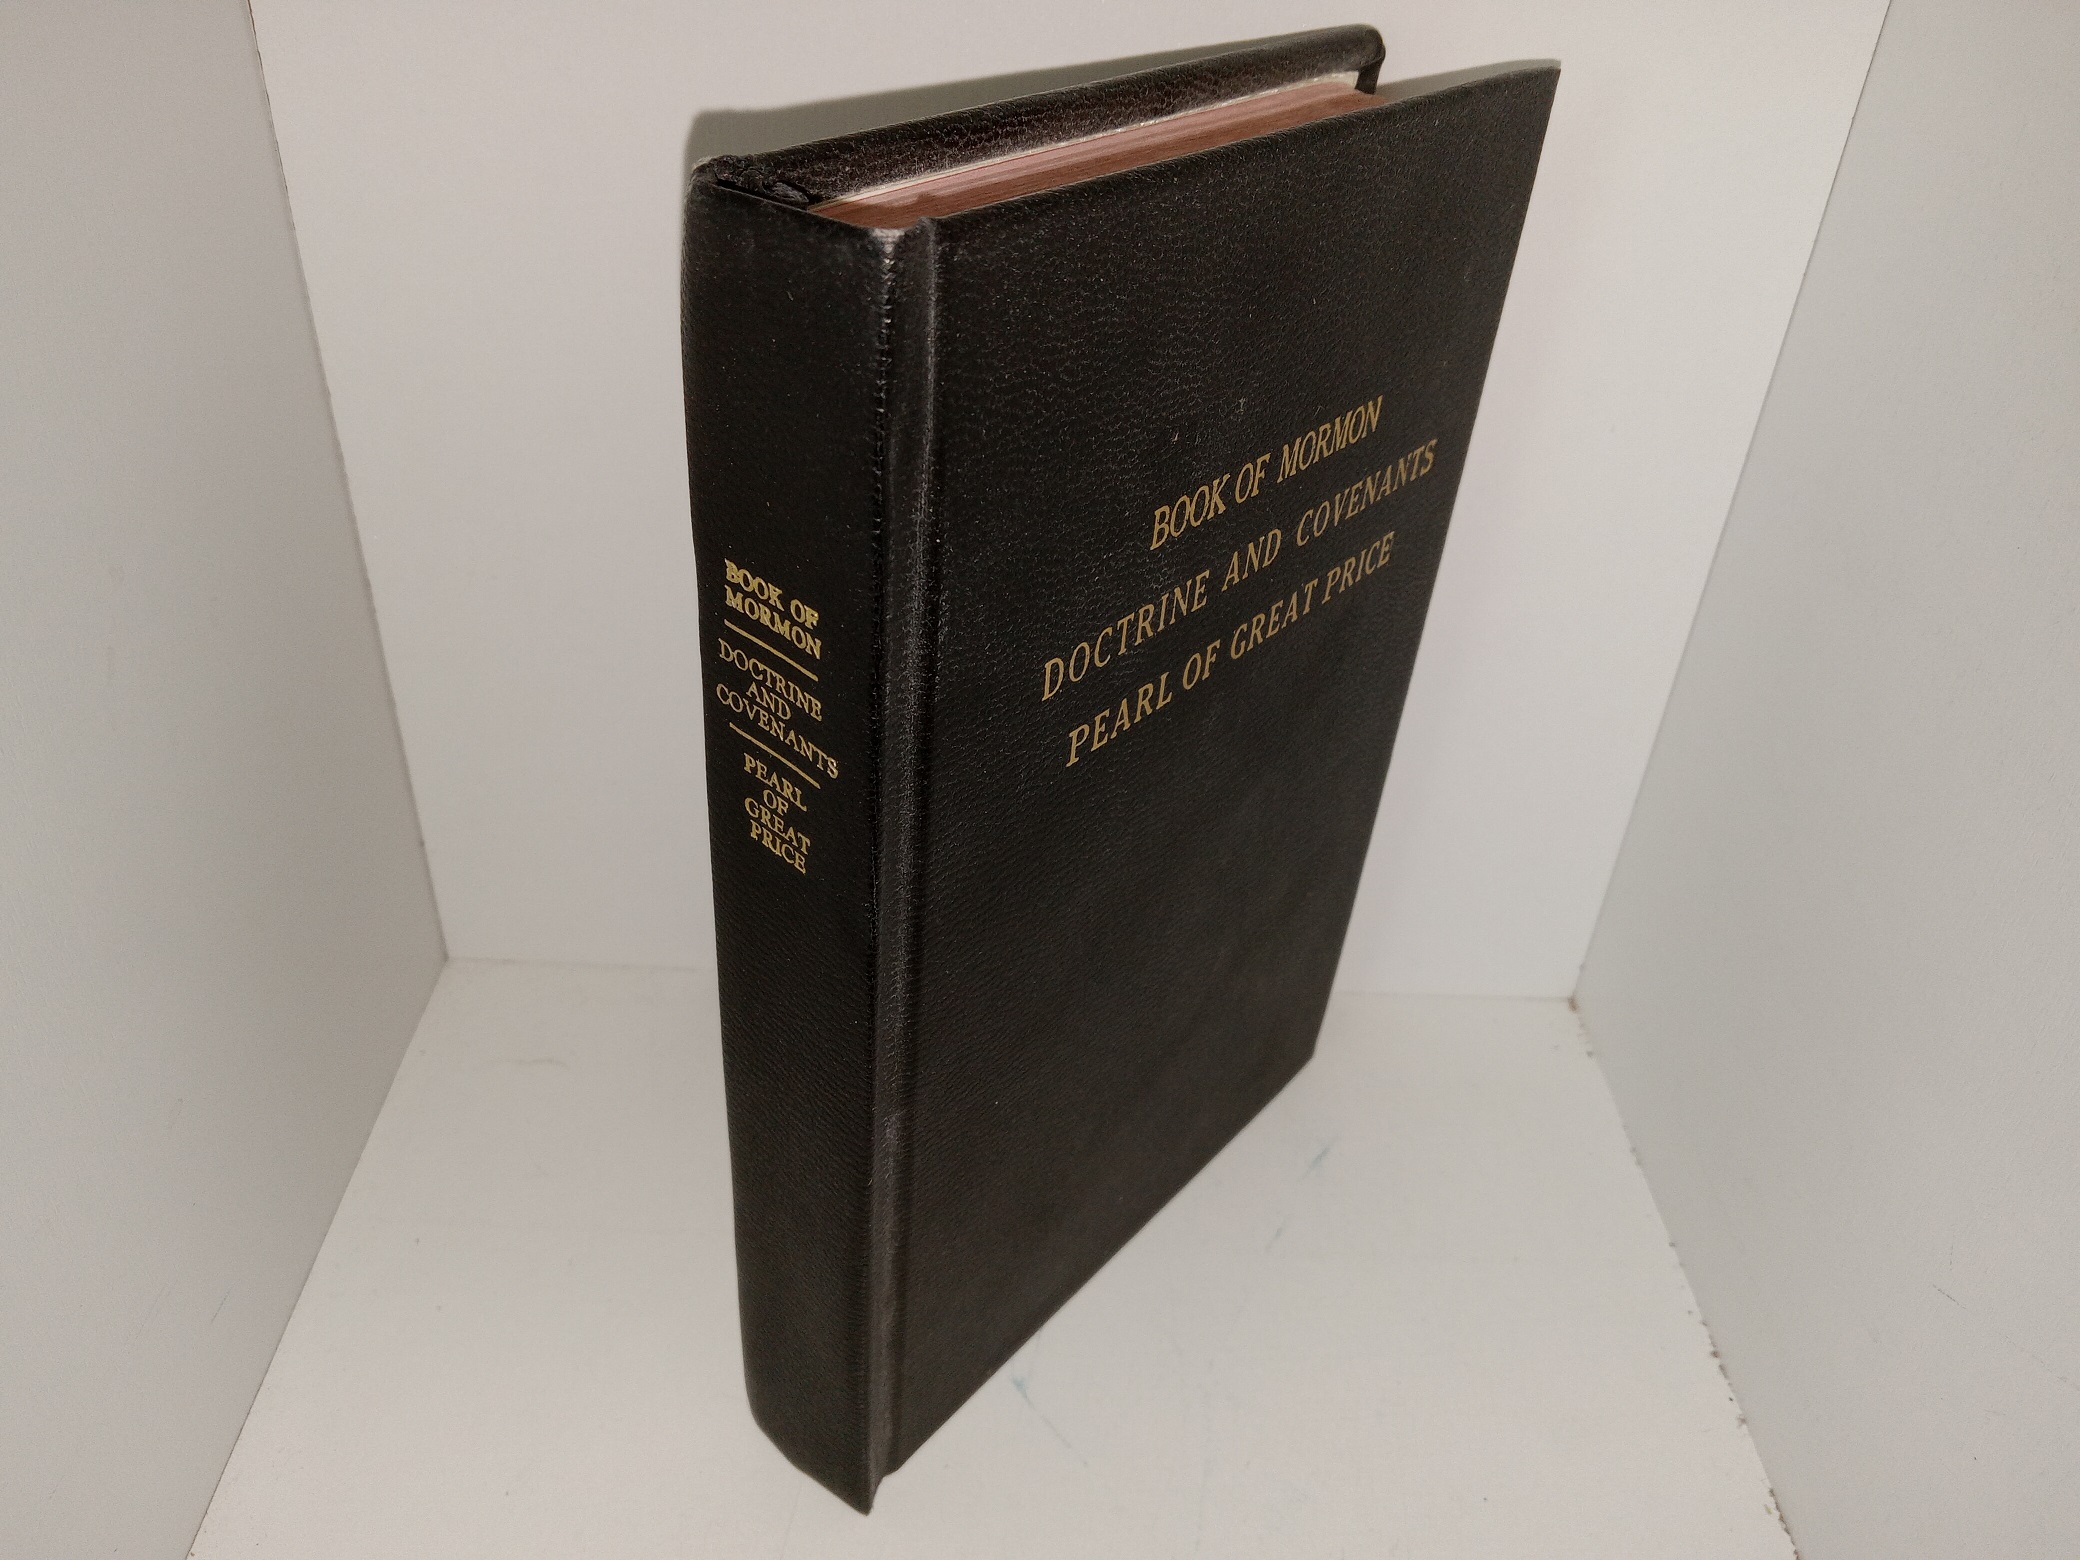 BOOK OF
MORMON
DOCTRINE
AND
COVENANTS
PEARL
OF
GREAT
PRICE
BOOK OF MORMON
DOCTRINE AND COVENANTS
PEARL OF GREAT PRICE